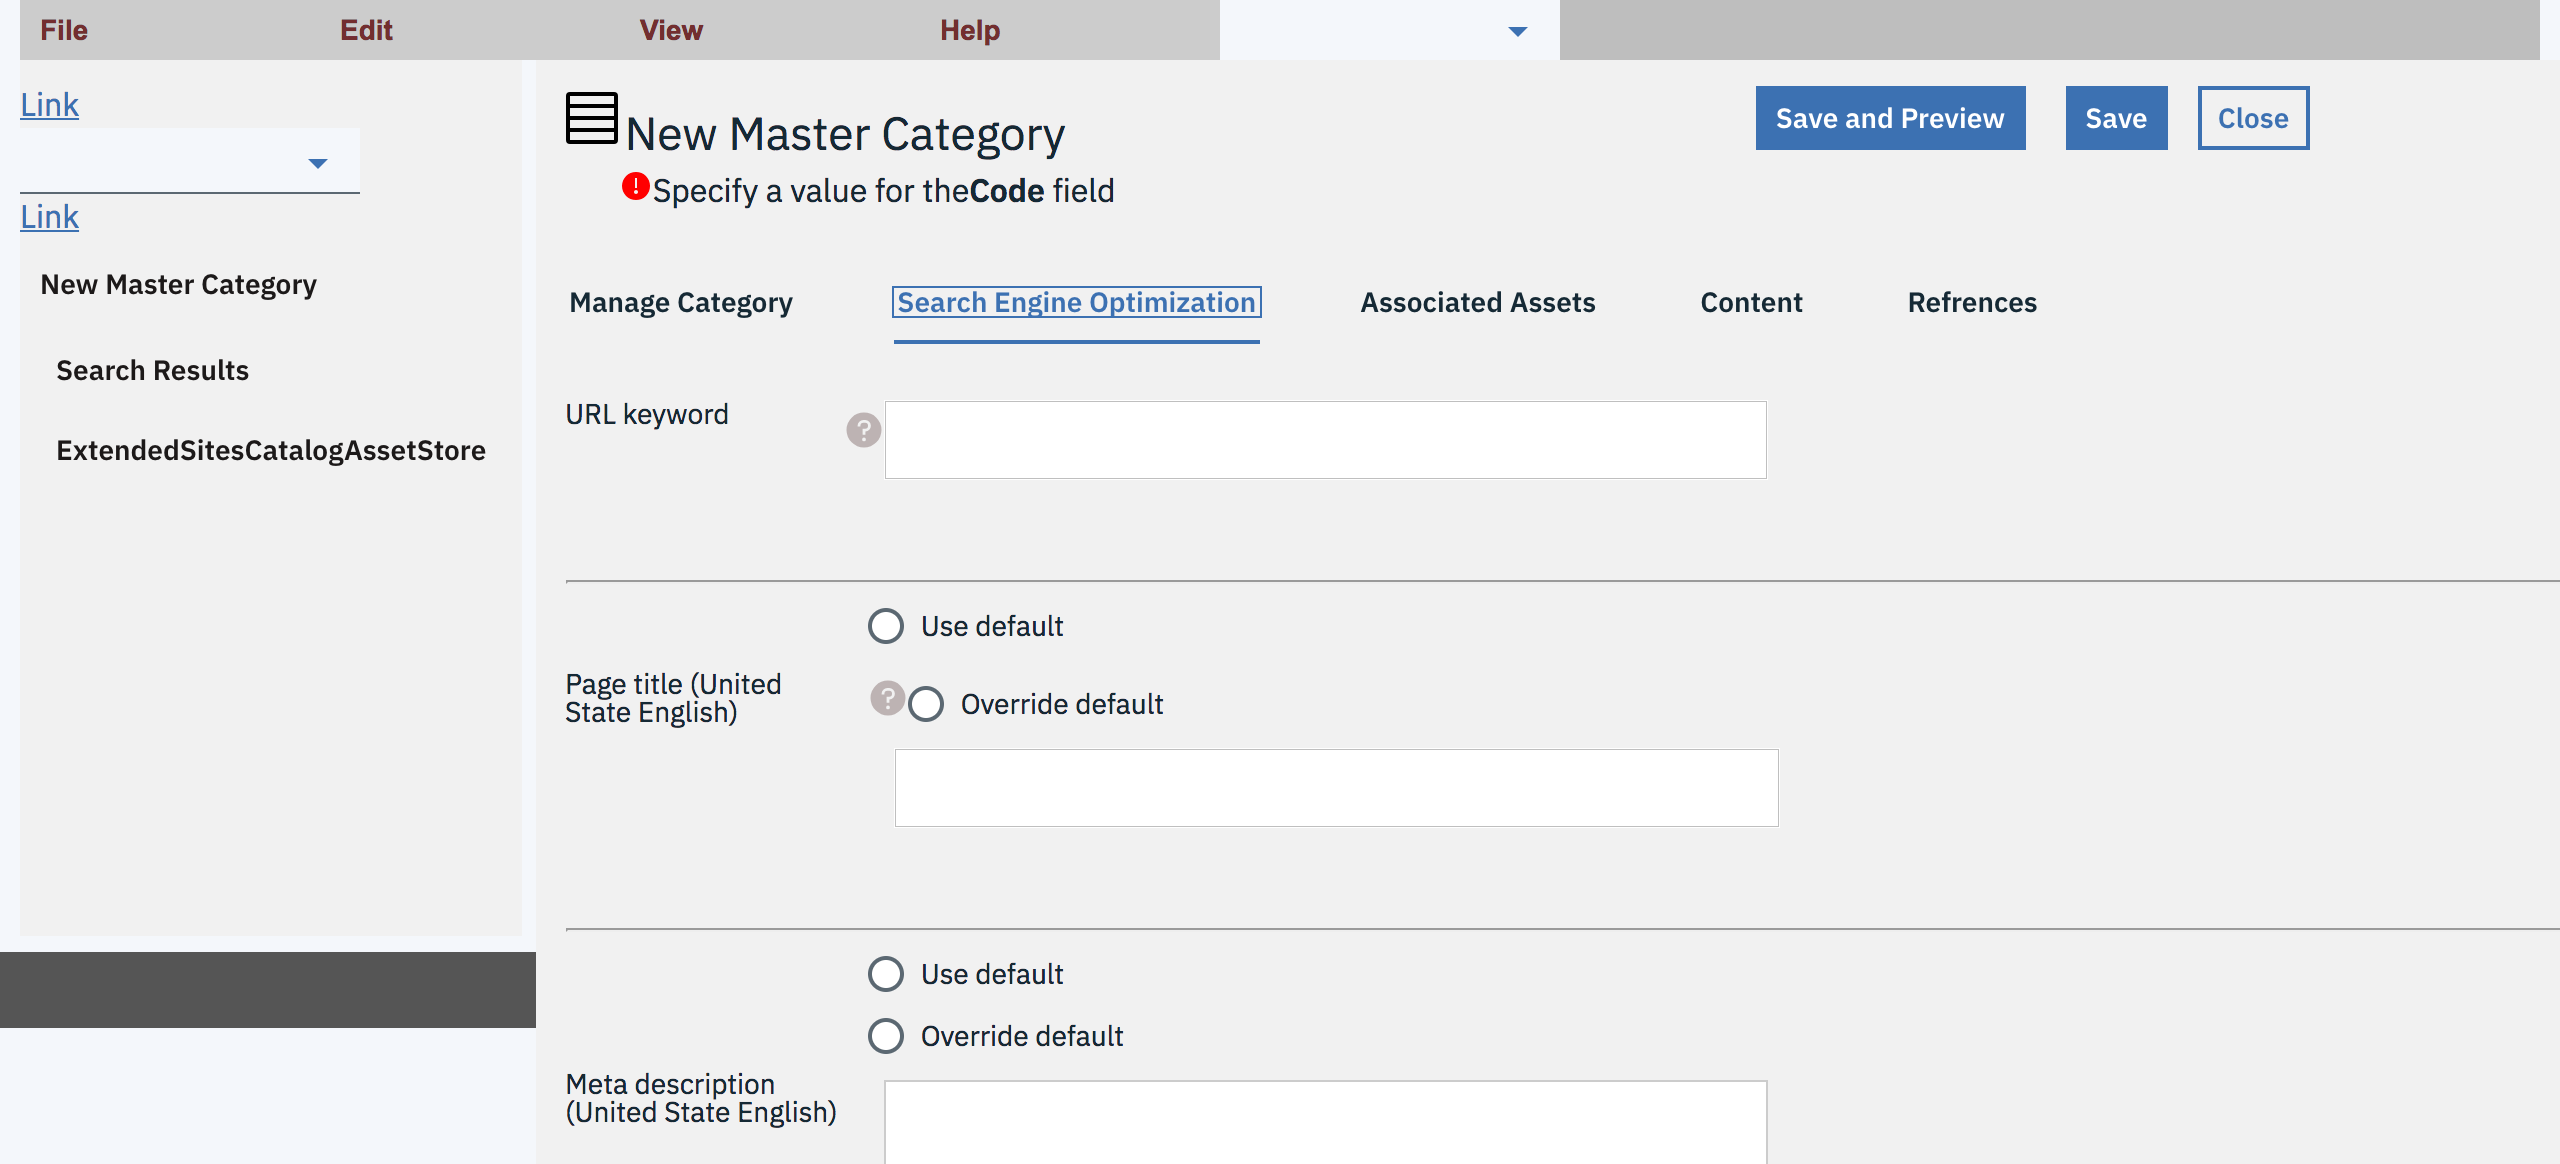 File Edit View Help
Link
Link
New Master Category
Search Results
ExtendedSitesCatalogAssetStore
New Master Category
Save and Preview Save Close
! Specify a value for theCode field
Manage Category Search Engine Optimization Associated Assets Content Refrences
URL keyword ?
Use default
Page title (United
State English)
? Override default
Use default
Override default
Meta description
(United State English)